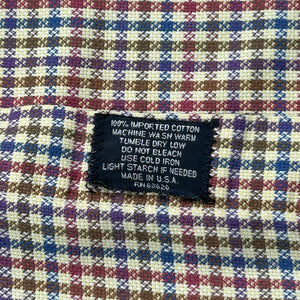 100% IMPORTED COTTON
MACHINE WASH WARM
TUMBLE DRY LOW
DO NOT BLEACH
USE COLD IRON
LIGHT STARCH IF NEEDED
MADE IN U.S.A.
RN 63626